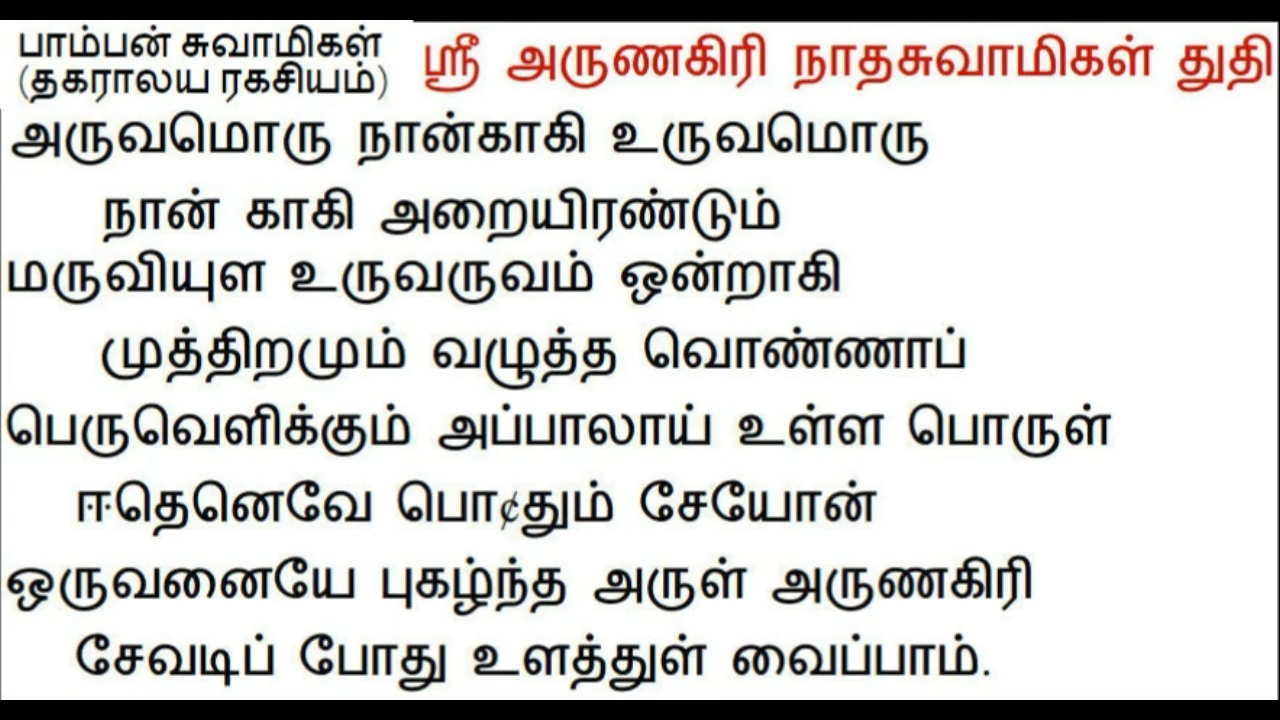 பாம்பன் சுவாமிகள்
(தகராலய ரகசியம்)
ஸ்ரீ அருணகிரி நாதசுவாமிகள் துதி
அருவமொரு நான்காகி உருவமொரு
நான் காகி அறையிரண்டும்
மருவியுள உருவருவம் ஒன்றாகி
முத்திறமும் வழுத்த வொண்ணாப்
பெருவெளிக்கும் அப்பாலாய் உள்ள பொருள்
ஈதெனெவே பொ¢தும் சேயோன்
ஒருவனையே புகழ்ந்த அருள் அருணகிரி
சேவடிப் போது உளத்துள் வைப்பாம்.